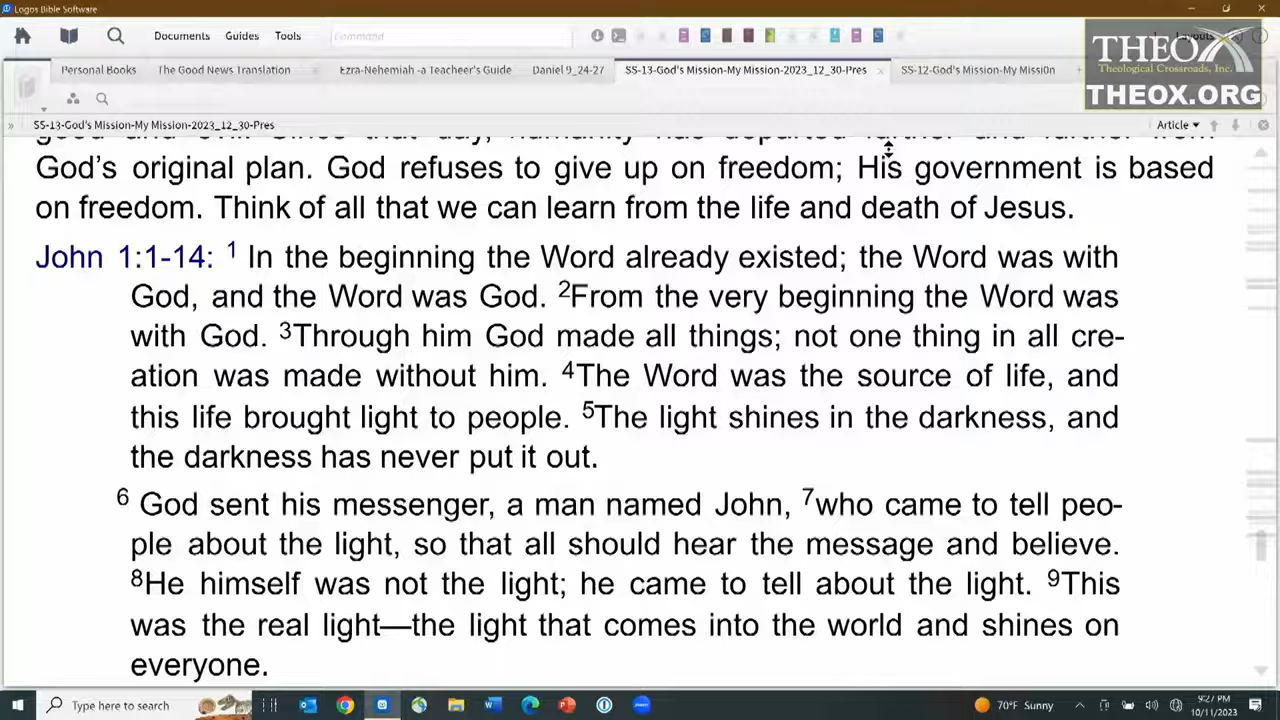 Logos Bible Software
Documents Guides Tools Command
THEOX
Theological Crossroads, Inc.
THEOX.ORG
Personal Books The Good News Translation Ezra-Nehemiah Guide Daniel 9_24-27 SS-13-God's Mission-My Mission-2023_12_30-Pres SS-12-God's Mission-My Missi0n
SS-13-God's Mission-My Mission-2023_12_30-Pres Article
God's original plan. God refuses to give up on freedom; His government is based
on freedom. Think of all that we can learn from the life and death of Jesus.
John 1:1-14: 1 In the beginning the Word already existed; the Word was with
God, and the Word was God. 2From the very beginning the Word was
with God. 3Through him God made all things; not one thing in all cre-
ation was made without him. 4The Word was the source of life, and
this life brought light to people. 5The light shines in the darkness, and
the darkness has never put it out.
6 God sent his messenger, a man named John, 7who came to tell peo-
ple about the light, so that all should hear the message and believe.
8He himself was not the light; he came to tell about the light. 9This
was the real light—the light that comes into the world and shines on
everyone.
Type here to search 70°F Sunny 9:27 PM
10/11/2023